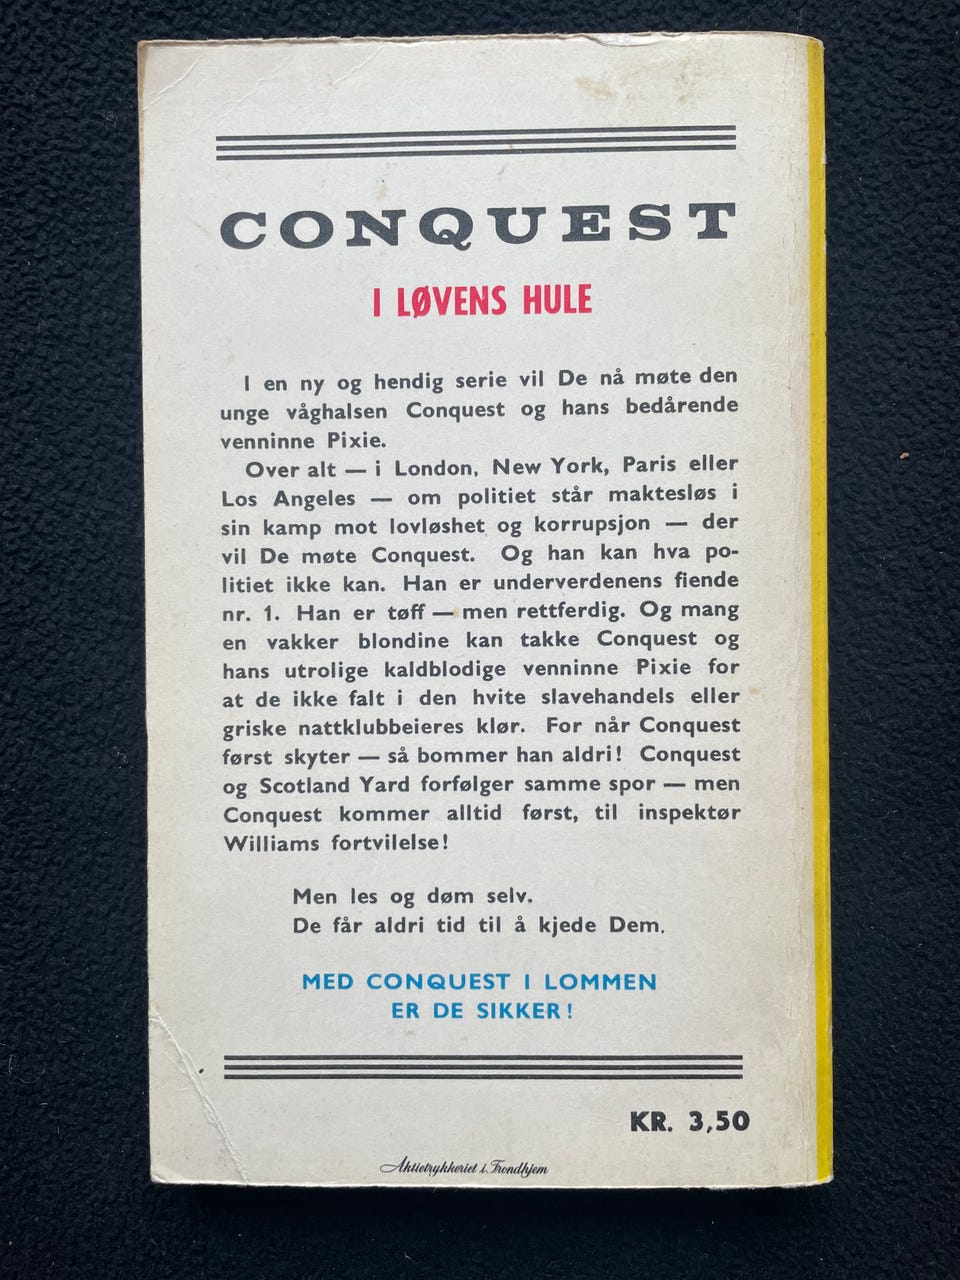 CONQUEST
I LØVENS HULE
I en ny og hendig serie vil De nå møte den
unge våghalsen Conquest og hans bedårende
venninne Pixie.
Over alt — i London, New York, Paris eller
Los Angeles — om politiet står maktesløs i
sin kamp mot lovløshet og korrupsjon — der
vil De møte Conquest. Og han kan hva po-
litiet ikke kan. Han er underverdenens fiende
nr. 1. Han er tøff — men rettferdig. Og mang
en vakker blondine kan takke Conquest og
hans utrolige kaldblodige venninne Pixie for
at de ikke falt i den hvite slavehandels eller
griske nattklubbeieres klør. For når Conquest
først skyter — så bommer han aldri! Conquest
og Scotland Yard forfølger samme spor — men
Conquest kommer alltid først, til inspektør
Williams fortvilelse!
Men les og døm selv.
De får aldri tid til å kjede Dem.
MED CONQUEST I LOMMEN
ER DE SIKKER!
KR. 3,50
Aktietrykkeriet i Trondhjem